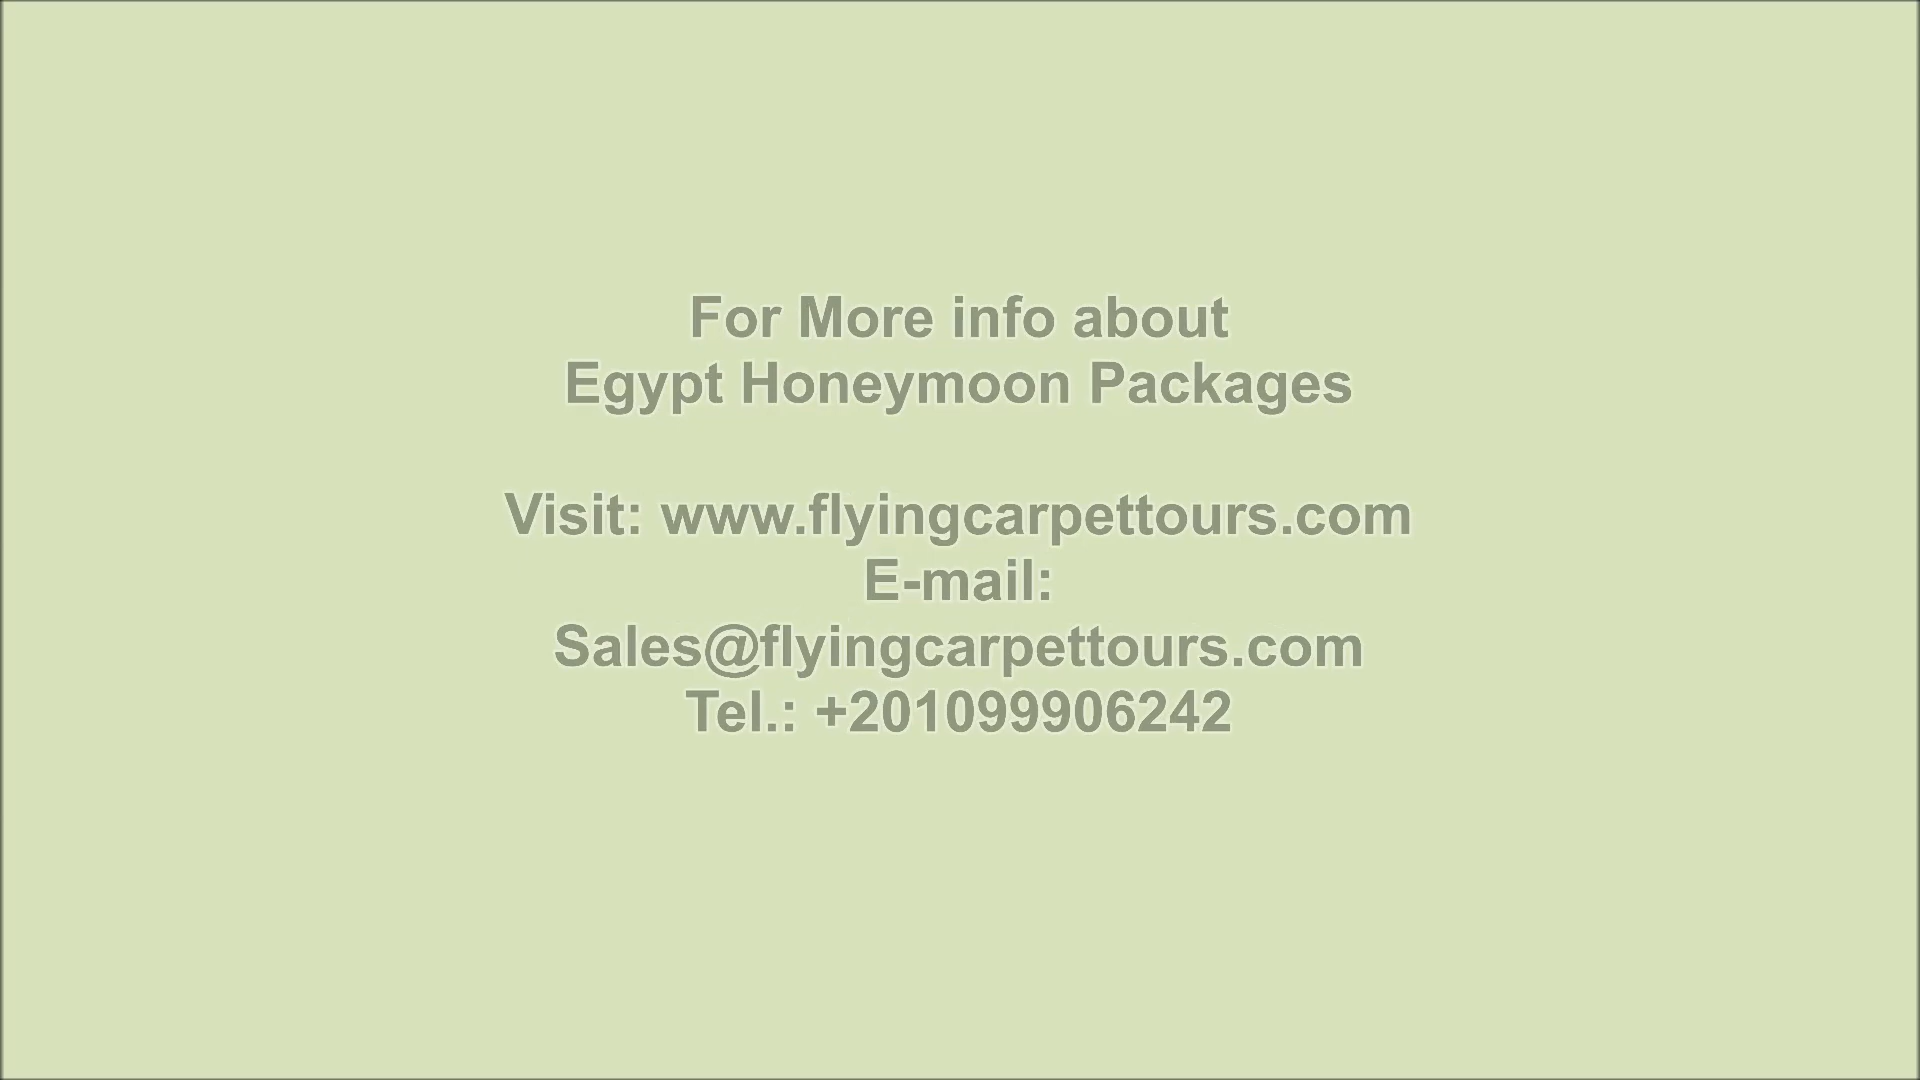 For More info about
Egypt Honeymoon Packages
Visit: www.flyingcarpettours.com
E-mail:
Sales@flyingcarpettours.com
Tel.: +201099906242